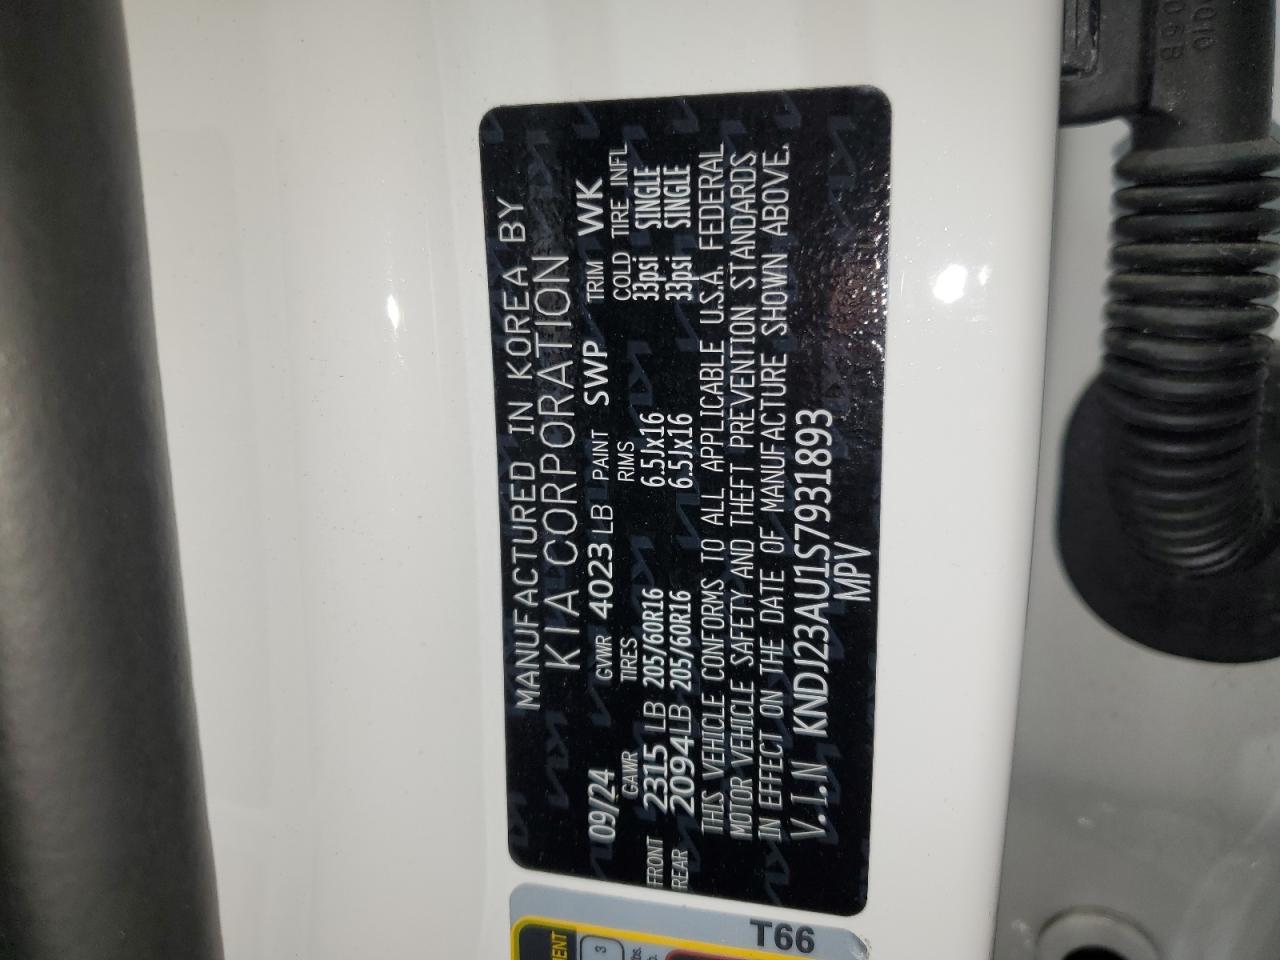 MANUFACTURED IN KOREA BY
KIA CORPORATION
09/24 GVWR 4023 LB PAINT SWP TRIM WK
GAWR TIRES RIMS COLD TIRE INFL
FRONT 2315 LB 205/60R16 6.5Jx16 33psi SINGLE
REAR 2094LB 205/60R16 6.5Jx16 33psi SINGLE
THIS VEHICLE CONFORMS TO ALL APPLICABLE U.S.A. FEDERAL
MOTOR VEHICLE SAFETY AND THEFT PREVENTION STANDARDS
IN EFFECT ON THE DATE OF MANUFACTURE SHOWN ABOVE.
V.I.N KNDJ23AU1S7931893
MPV
T66
3